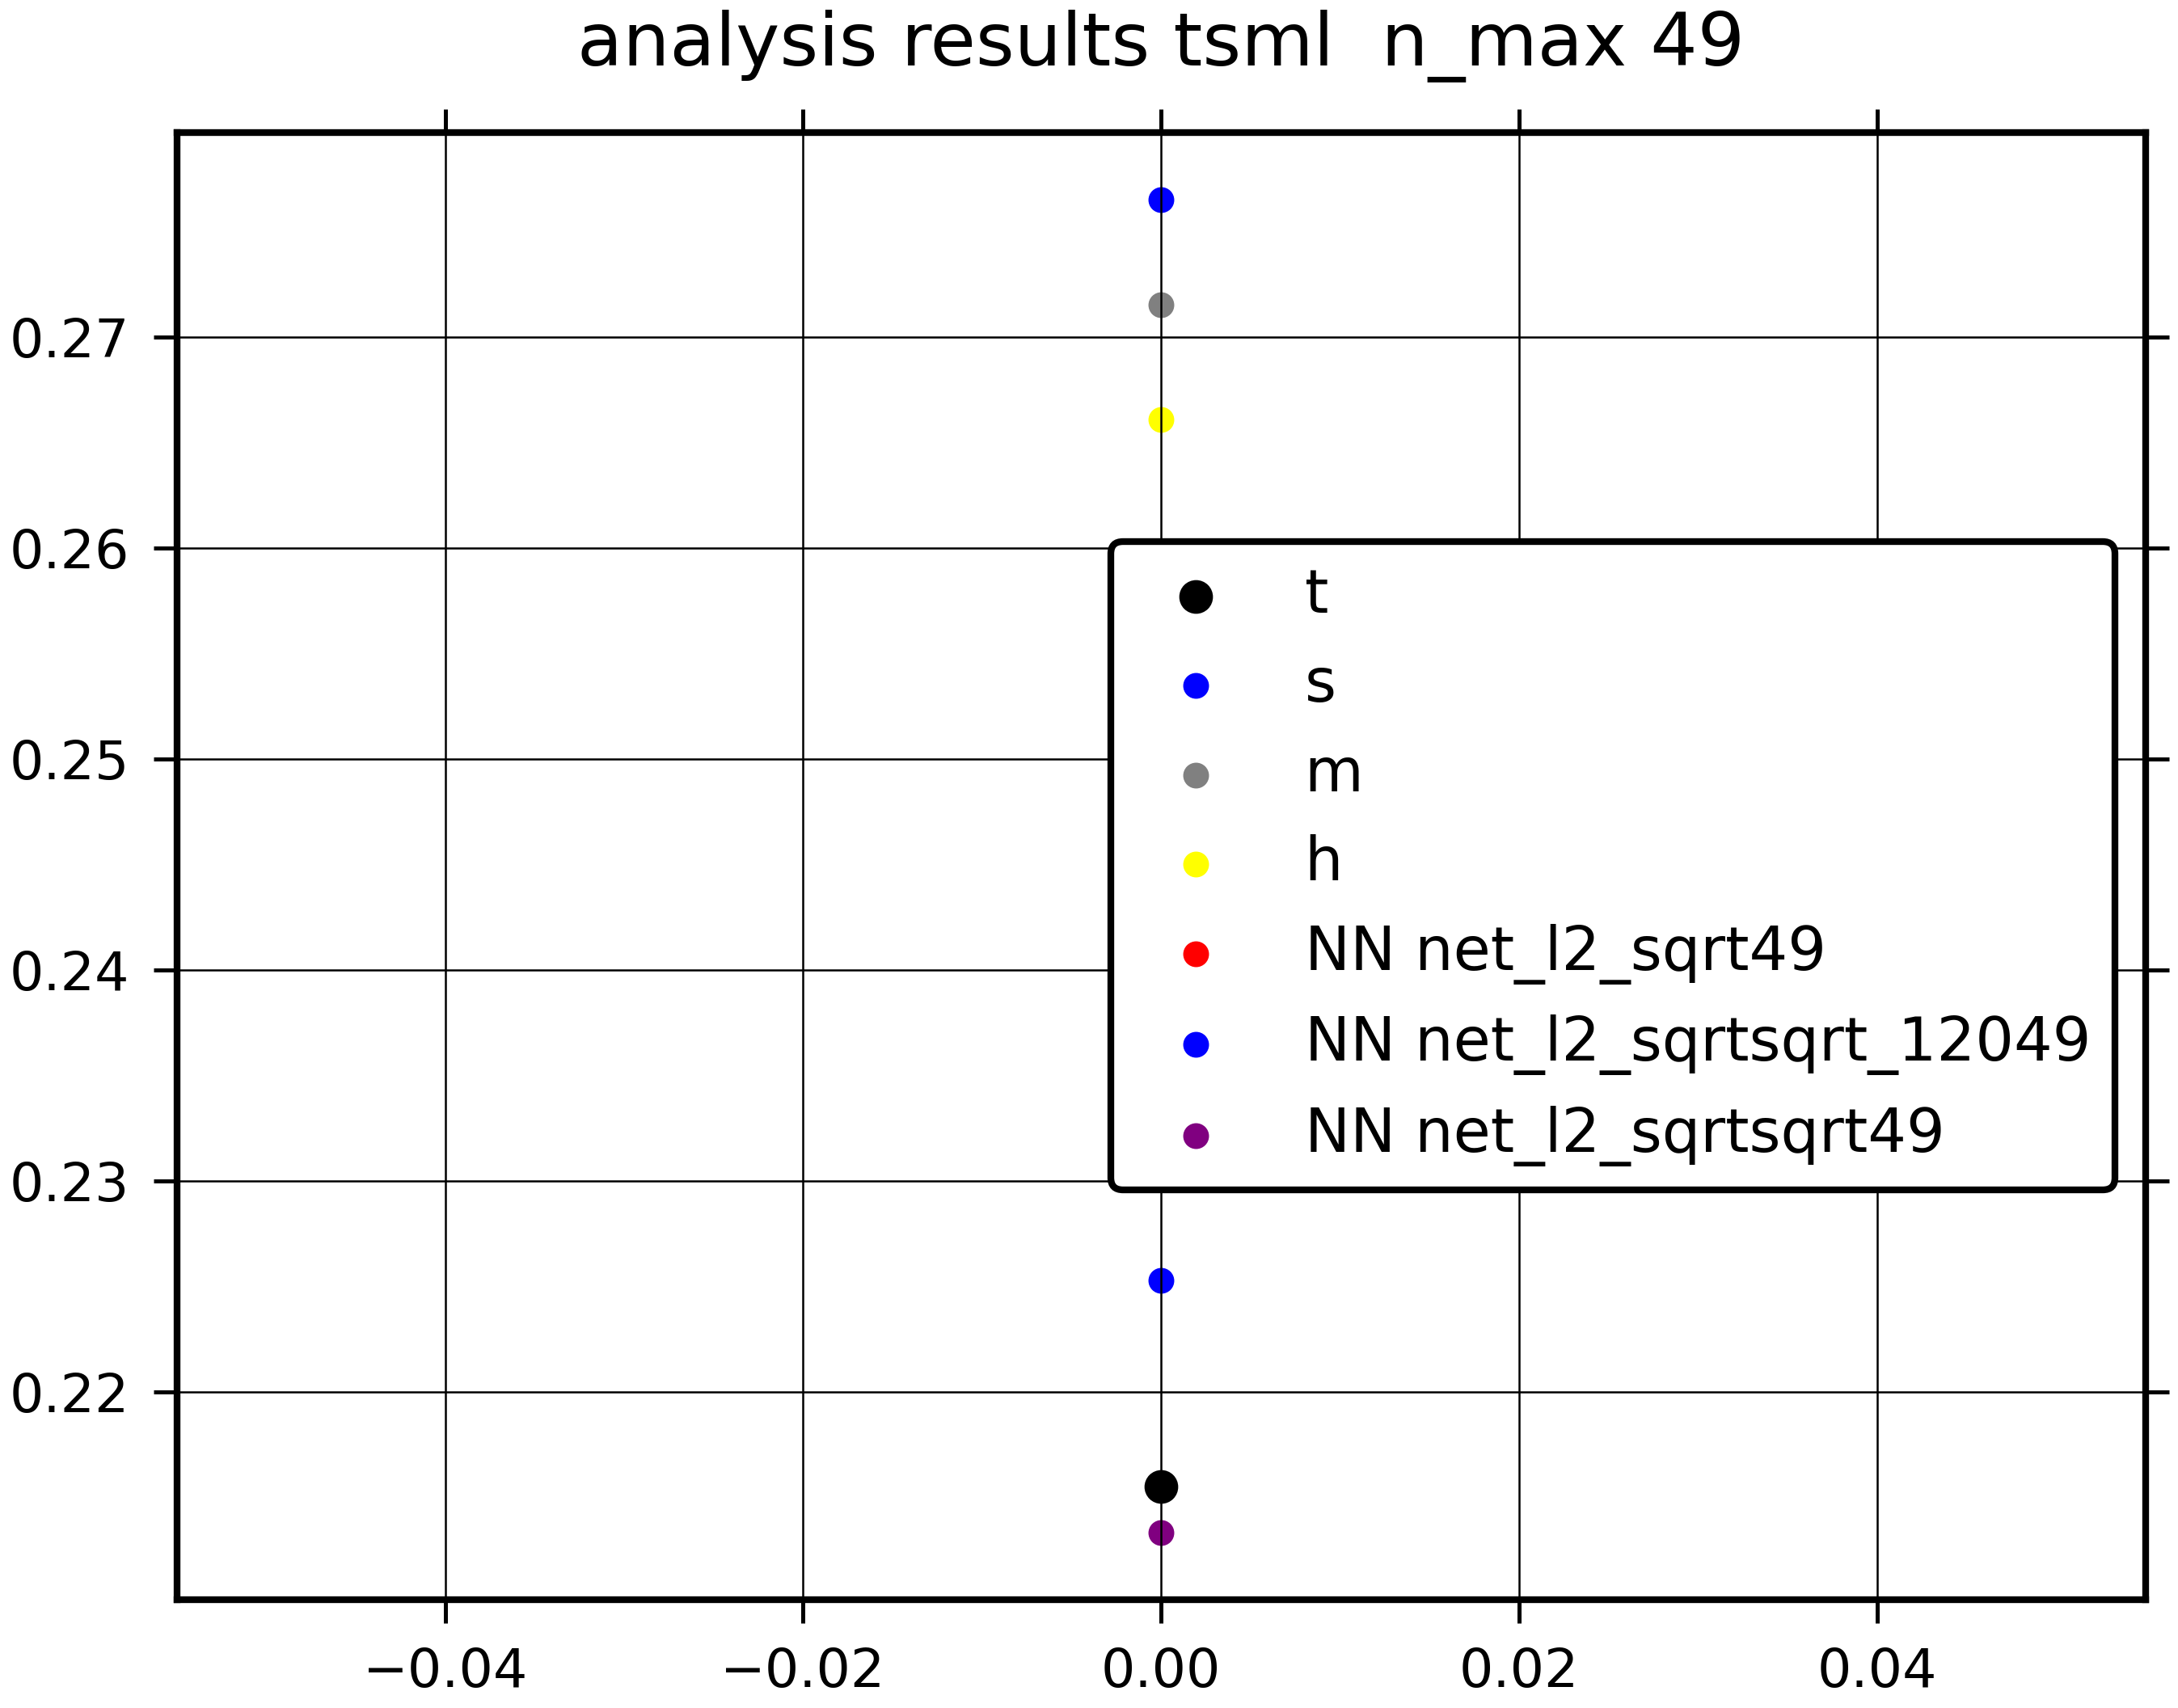 analysis results tsml  n_max 49
0.27
0.26
0.25
0.24
0.23
0.22
t
s
m
h
NN net_l2_sqrt49
NN net_l2_sqrtsqrt_12049
NN net_l2_sqrtsqrt49
−0.04
−0.02
0.00
0.02
0.04